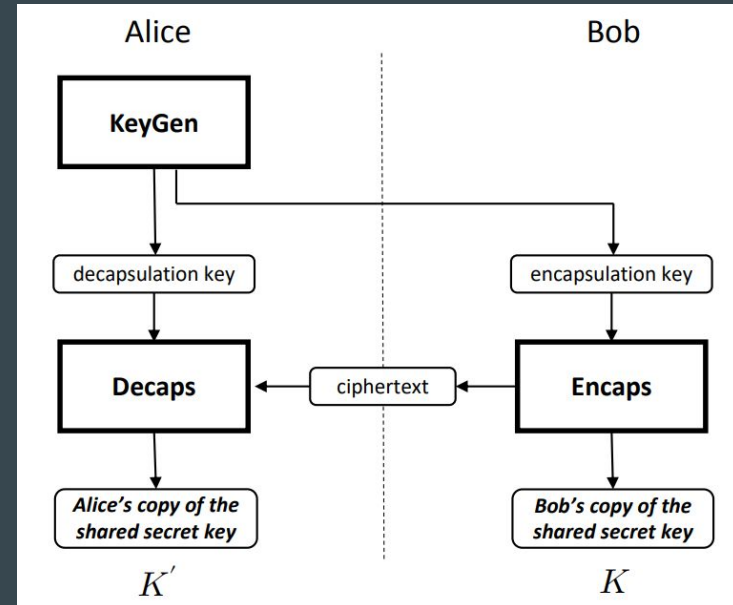 Alice
Bob
KeyGen
decapsulation key
encapsulation key
Decaps
ciphertext
Encaps
Alice's copy of the
shared secret key
Bob's copy of the
shared secret key
K′
K